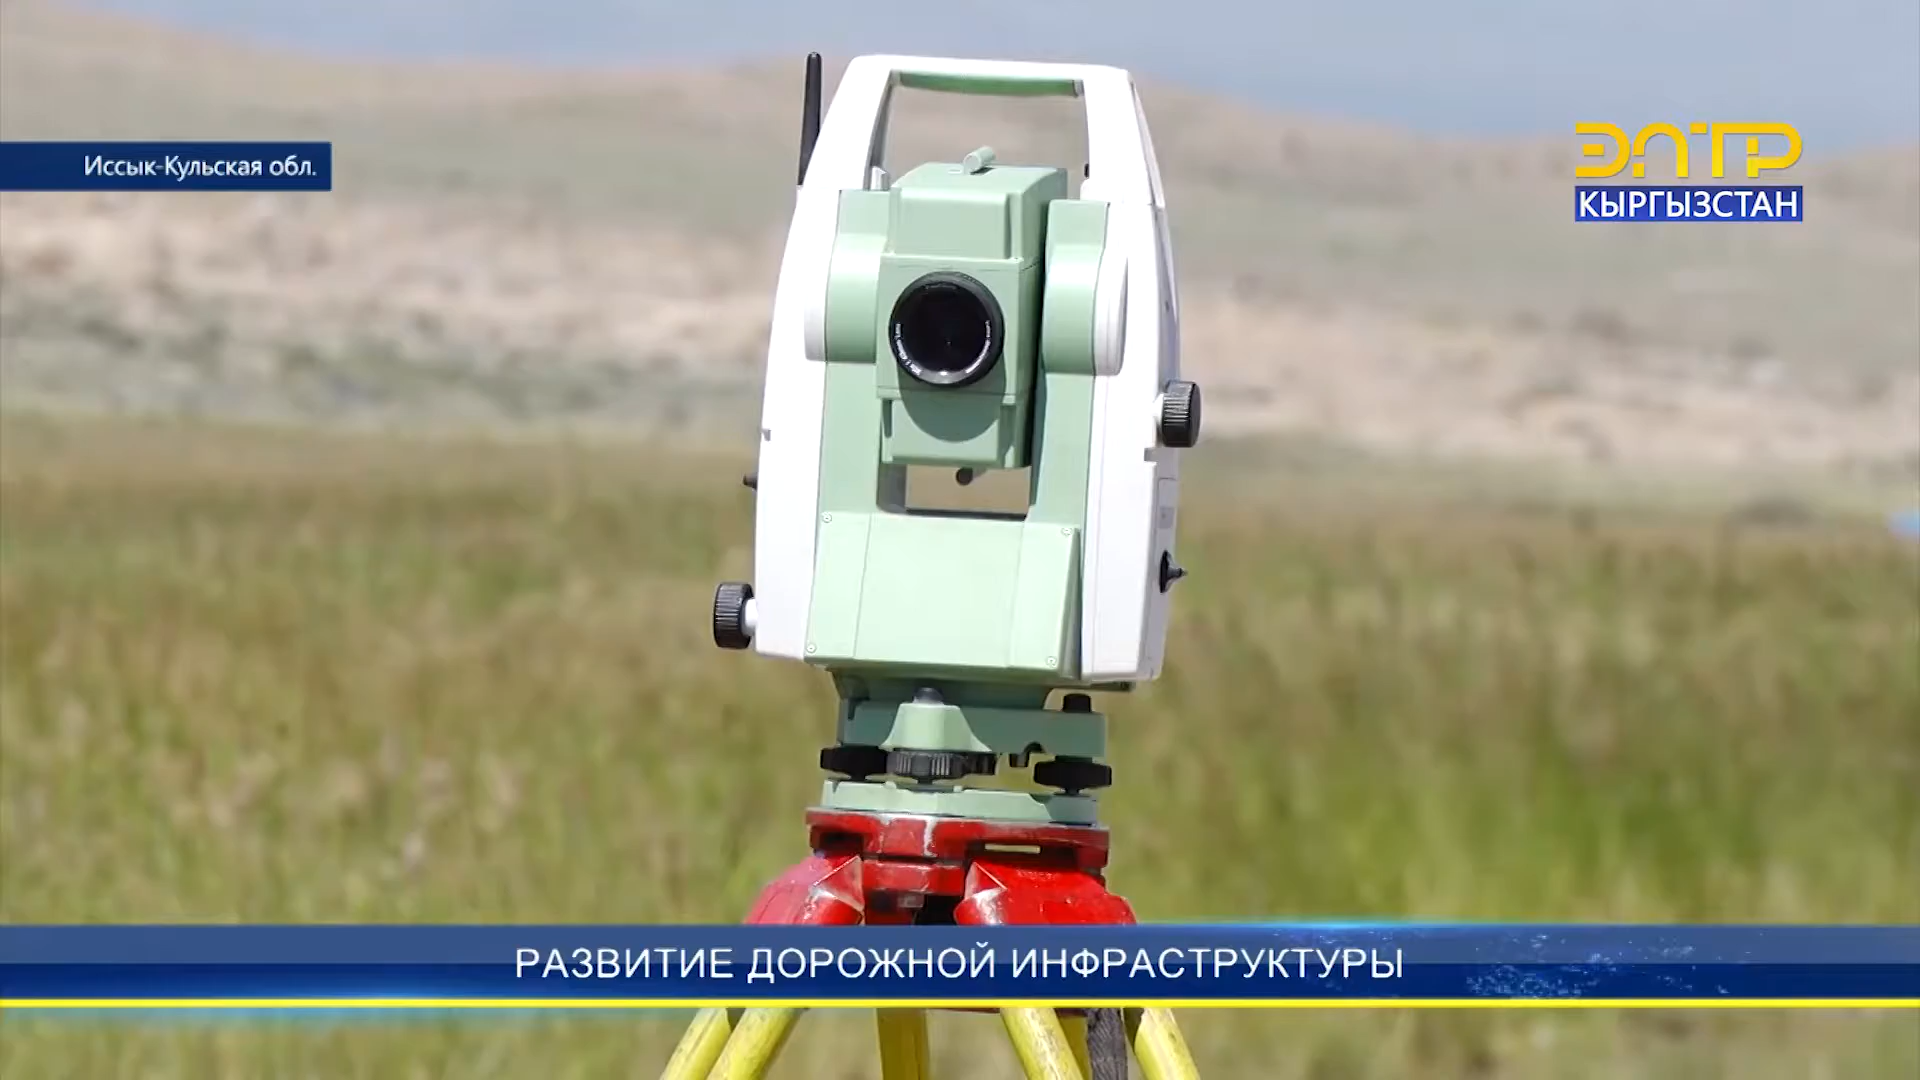 Иссык-Кульская обл.
ЭЛТР
КЫРГЫЗСТАН
РАЗВИТИЕ ДОРОЖНОЙ ИНФРАСТРУКТУРЫ